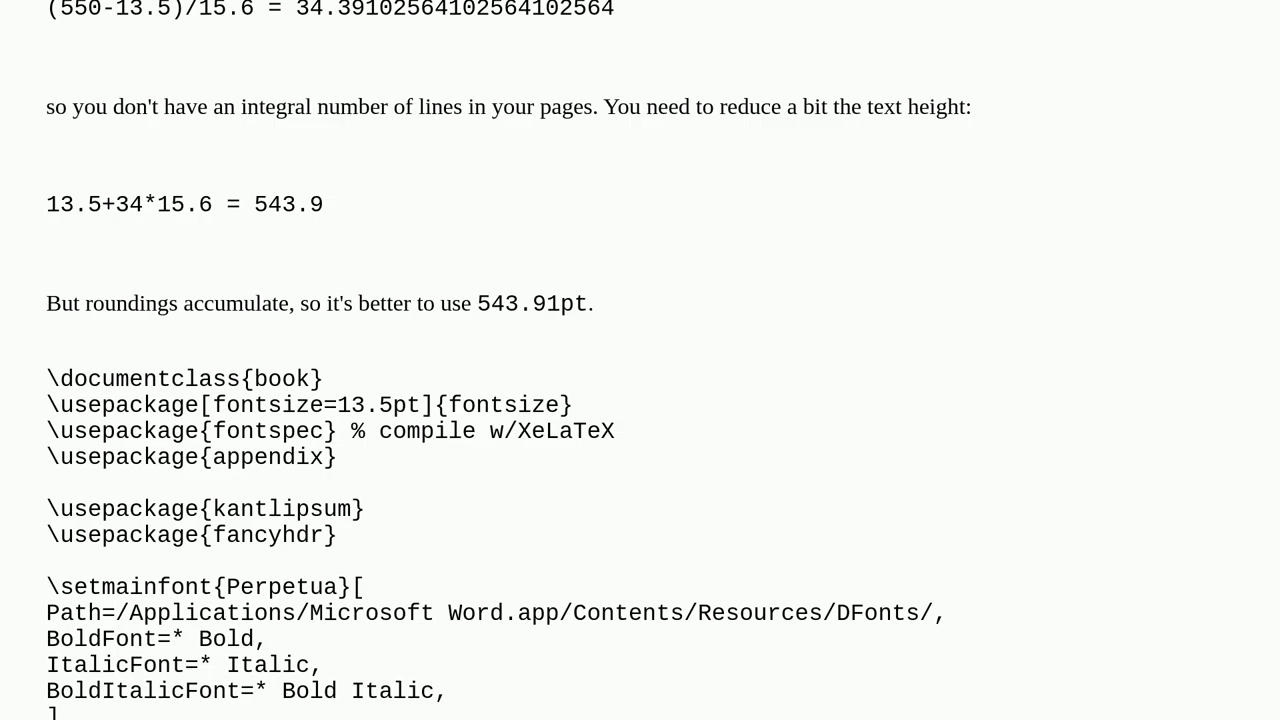 (550-13.5)/15.6 = 34.39102564102564102564
so you don't have an integral number of lines in your pages. You need to reduce a bit the text height:
13.5+34*15.6 = 543.9
But roundings accumulate, so it's better to use 543.91pt.
\documentclass{book}
\usepackage[fontsize=13.5pt]{fontsize}
\usepackage{fontspec} % compile w/XeLaTeX
\usepackage{appendix}
\usepackage{kantlipsum}
\usepackage{fancyhdr}
\setmainfont{Perpetua}[
Path=/Applications/Microsoft Word.app/Contents/Resources/DFonts/,
BoldFont=* Bold,
ItalicFont=* Italic,
BoldItalicFont=* Bold Italic,
]